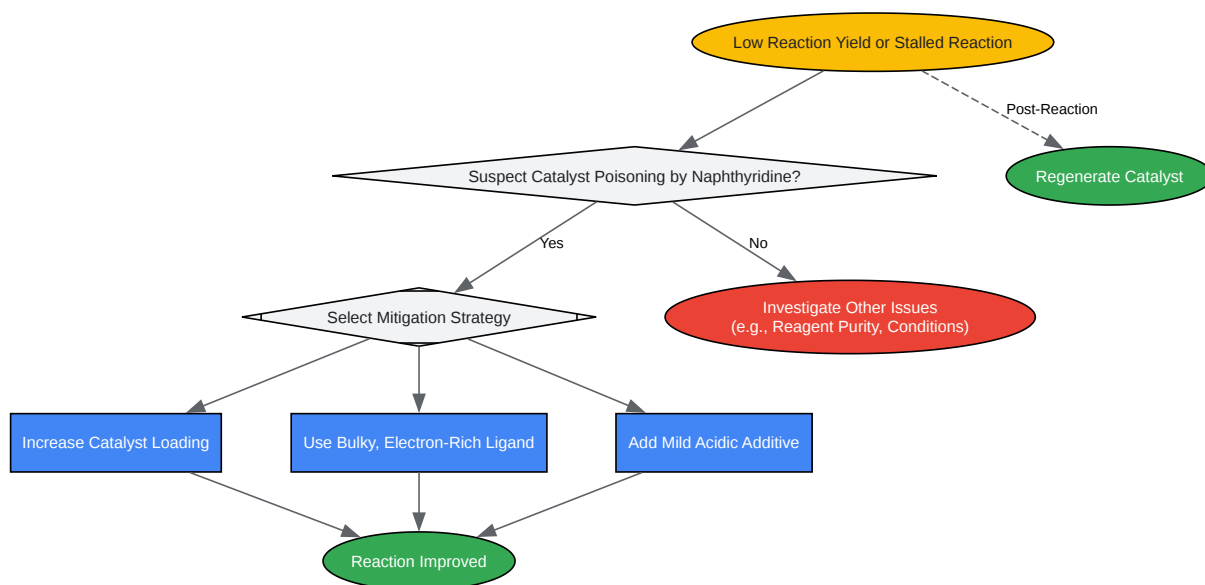 Low Reaction Yield or Stalled Reaction
Post-Reaction
Suspect Catalyst Poisoning by Naphthyridine?
Regenerate Catalyst
Yes
No
Select Mitigation Strategy
Investigate Other Issues
(e.g., Reagent Purity, Conditions)
Increase Catalyst Loading
Use Bulky, Electron-Rich Ligand
Add Mild Acidic Additive
Reaction Improved